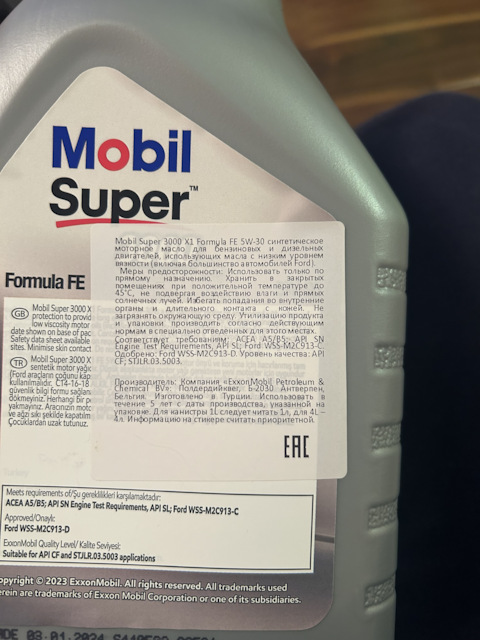 Mobil
Super™
Formula FE
Mobil Super 3000 X1 Formula FE 5W-30 синтетическое
моторное масло для бензиновых и дизельных
двигателей, использующих масла с низким уровнем
вязкости (включая большинство автомобилей Ford).
Меры предосторожности: Использовать только по
прямому назначению. Хранить в закрытых
помещениях при положительной температуре до
45°C, не подвергая воздействию влаги и прямых
солнечных лучей. Избегать попадания во внутренние
органы и длительного контакта с кожей. Не
загрязнять окружающую среду. Утилизацию продукта
и упаковки производить согласно действующим
нормам в специально отведенных для этого местах.
Соответствует требованиям: ACEA A5/B5; API SN
Engine Test Requirements, API SL; Ford WSS-M2C913-C.
Одобрено: Ford WSS-M2C913-D. Уровень качества: API
CF; STJLR.03.5003.
Производитель: Компания «ExxonMobil Petroleum &
Chemical BV»: Полдердийквег, Б-2030 Антверпен,
Бельгия. Изготовлено в Турции. Использовать в
течение 5 лет с даты производства, указанной на
упаковке. Для канистры 1L следует читать 1л, для 4L –
4л. Информацию на стикере считать приоритетной.
EAC
GB Mobil Super 3000 X
protection to provid
low viscosity motor
date shown on base of pac
Safety data sheet available
sites. Minimise skin contact
TR Mobil Super 3000 X
sentetik motor yağı
(Ford araçların çoğunu kap
kullanılmalıdır. CT4-16-18
güvenlik bilgi formu sağlan
dökmeyiniz. Herhangi bir p
yakmayınız. Aracınızın moto
ve ağzı sıkı şekilde kapatılm
Çocuklardan uzak tutunuz.
Meets requirements of/Şu gereklilikleri karşılamaktadır:
ACEA A5/B5; API SN Engine Test Requirements, API SL; Ford WSS-M2C913-C
Approved/Onaylı:
Ford WSS-M2C913-D
ExxonMobil Quality Level/ Kalite Seviyesi:
Suitable for API CF and STJLR.03.5003 applications
opyright © 2023 ExxonMobil. All rights reserved. All trademarks used
erein are trademarks of Exxon Mobil Corporation or one of its subsidiaries.
03.01.2024